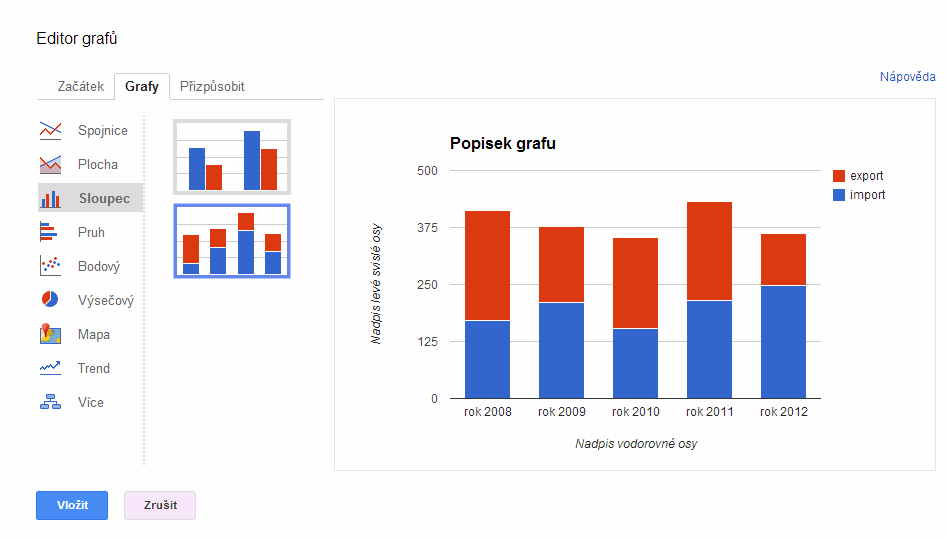 Editor grafů
Začátek Grafy Přizpůsobit
Nápověda
Spojnice
Plocha
Sloupec
Pruh
Bodový
Výsečový
Mapa
Trend
Více
Popisek grafu
500
375
250
125
0
Nadpis levé svislé osy
rok 2008 rok 2009 rok 2010 rok 2011 rok 2012
Nadpis vodorovné osy
export
import
Vložit Zrušit